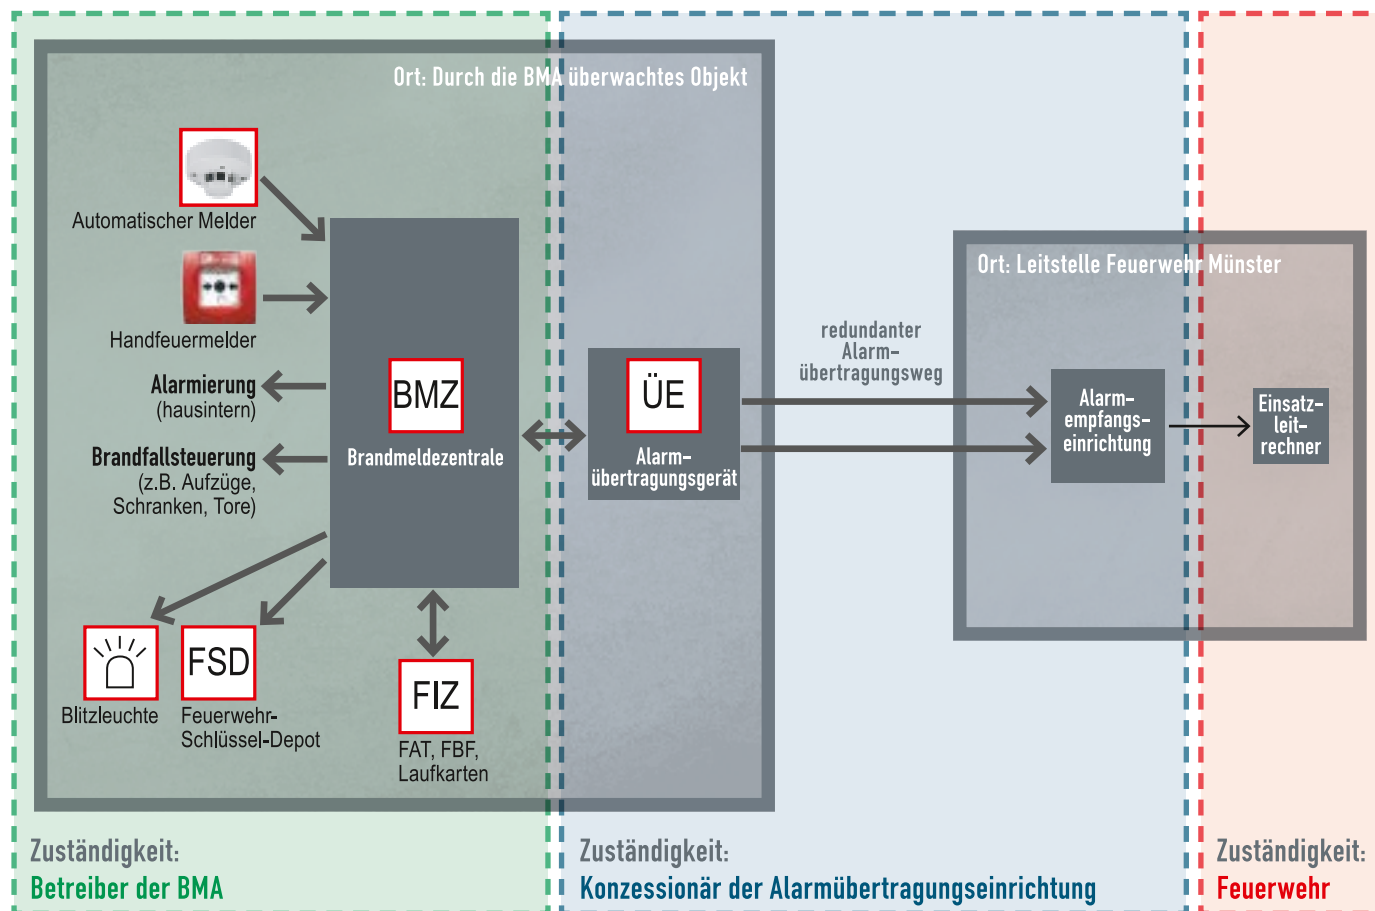 Ort: Durch die BMA überwachtes Objekt
Automatischer Melder
Handfeuermelder
Alarmierung
(hausintern)
Brandfallsteuerung
(z.B. Aufzüge,
Schranken, Tore)
BMZ
Brandmeldezentrale
Blitzleuchte
FSD
Feuerwehr-
Schlüssel-Depot
FIZ
FAT, FBF,
Laufkarten
ÜE
Alarm-
übertragungsgerät
redundanter
Alarm-
übertragungsweg
Ort: Leitstelle Feuerwehr Münster
Alarm-
empfangs-
einrichtung
Einsatz-
leit-
rechner
Zuständigkeit:
Betreiber der BMA
Zuständigkeit:
Konzessionär der Alarmübertragungseinrichtung
Zuständigkeit:
Feuerwehr